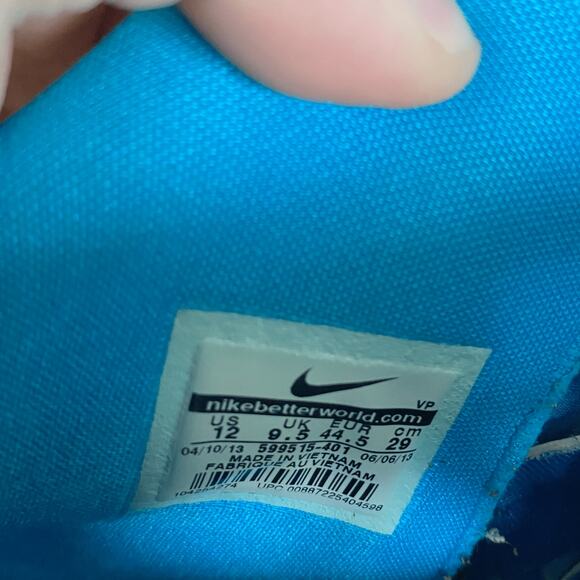 VP
nikebetterworld.com
US UK EUR cm
12 9.5 44.5 29
04/10/13 599515-401 06/06/13
MADE IN VIETNAM
FABRIQUE AU VIETNAM
UPC 00887225404598